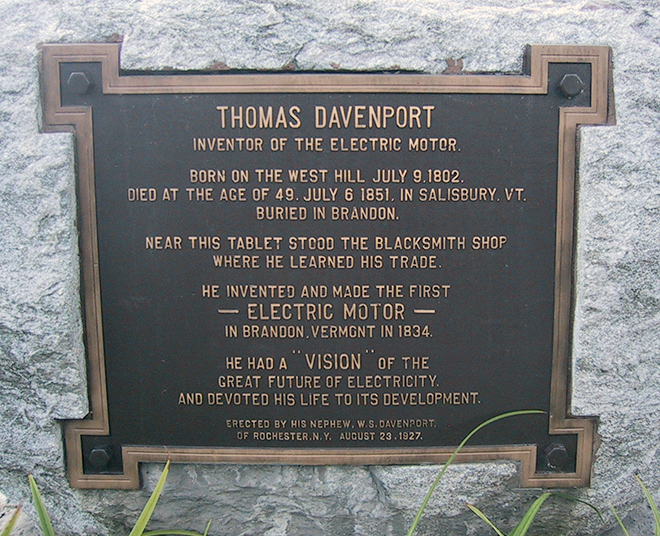 THOMAS DAVENPORT
INVENTOR OF THE ELECTRIC MOTOR.
BORN ON THE WEST HILL JULY 9.1802.
DIED AT THE AGE OF 49. JULY 6 1851. IN SALISBURY. VT.
BURIED IN BRANDON.
NEAR THIS TABLET STOOD THE BLACKSMITH SHOP
WHERE HE LEARNED HIS TRADE.
HE INVENTED AND MADE THE FIRST
— ELECTRIC MOTOR —
IN BRANDON, VERMONT IN 1834.
HE HAD A "VISION" OF THE
GREAT FUTURE OF ELECTRICITY.
AND DEVOTED HIS LIFE TO ITS DEVELOPMENT.
ERECTED BY HIS NEPHEW, W.S. DAVENPORT,
OF ROCHESTER, N.Y. AUGUST 23.1927.